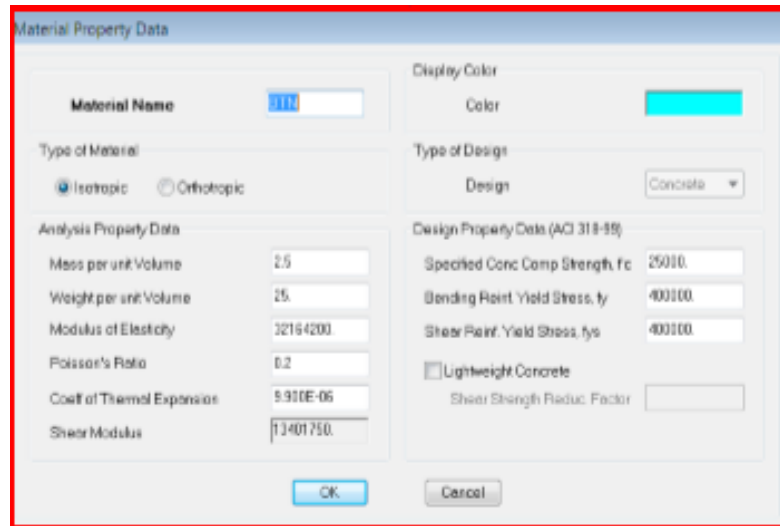 Material Property Data
Display Color
Material Name
Color
Type of Material
Type of Design
Isotropic Orthotropic
Design Concrete
Analysis Property Data
Design Property Data (ACI 318-99)
Mass per unit Volume 2.5
Specified Conc Comp Strength, f'c 25000.
Weight per unit Volume 25.
Bending Reinf. Yield Stress, fy 400000.
Modulus of Elasticity 32164200.
Shear Reinf. Yield Stress, fys 400000.
Poisson's Ratio 0.2
Lightweight Concrete
Coeff of Thermal Expansion 9.900E-06
Shear Strength Reduc. Factor
Shear Modulus 13401750.
OK Cancel